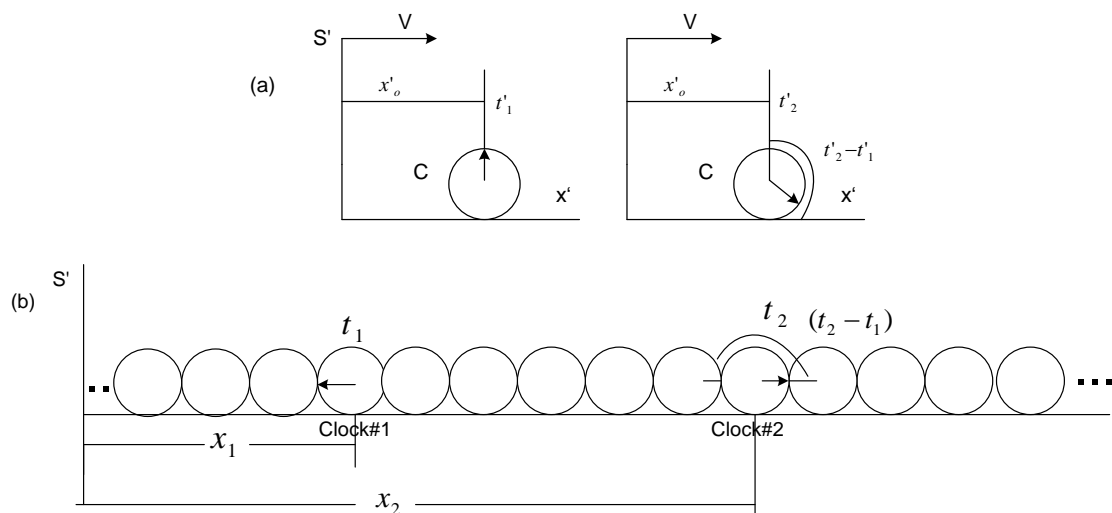 V V
S'
(a) x'ₒ t'₁ x'ₒ t'₂
t'₂−t'₁
C x‘ C x‘
S'
(b)
t₁ t₂ (t₂ − t₁)
Clock#1 Clock#2
x₁
x₂